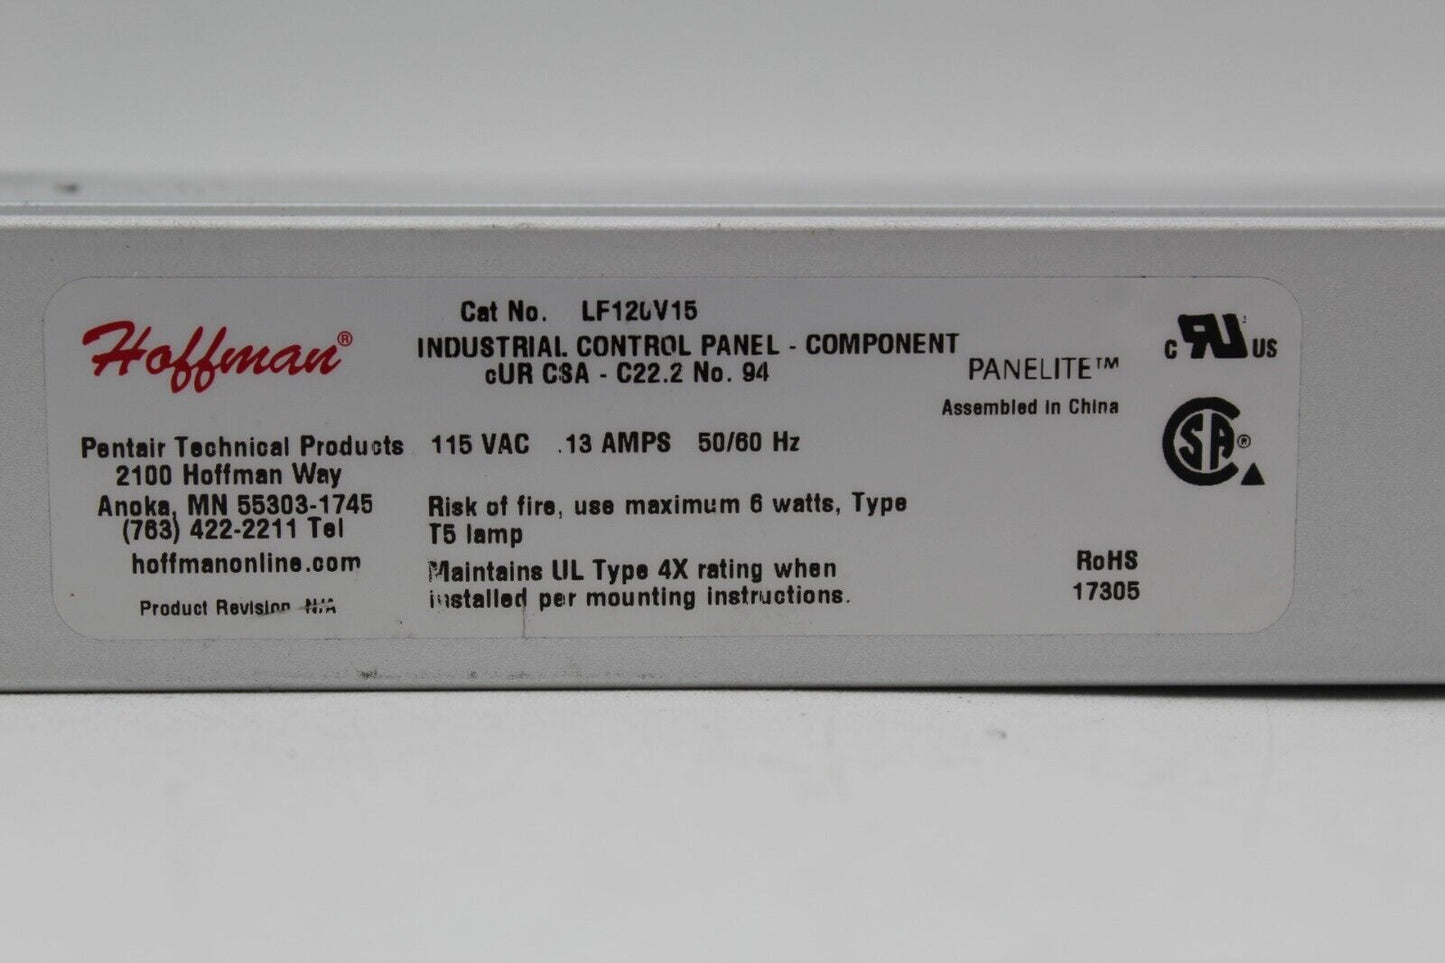 Hoffman®
Cat No. LF120V15
INDUSTRIAL CONTROL PANEL - COMPONENT
cUR CSA - C22.2 No. 94
PANELITE™
Assembled in China
C RU US
SA®
Pentair Technical Products
2100 Hoffman Way
Anoka, MN 55303-1745
(763) 422-2211 Tel
hoffmanonline.com
Product Revision N/A
115 VAC .13 AMPS 50/60 Hz
Risk of fire, use maximum 6 watts, Type
T5 lamp
Maintains UL Type 4X rating when
installed per mounting instructions.
RoHS
17305